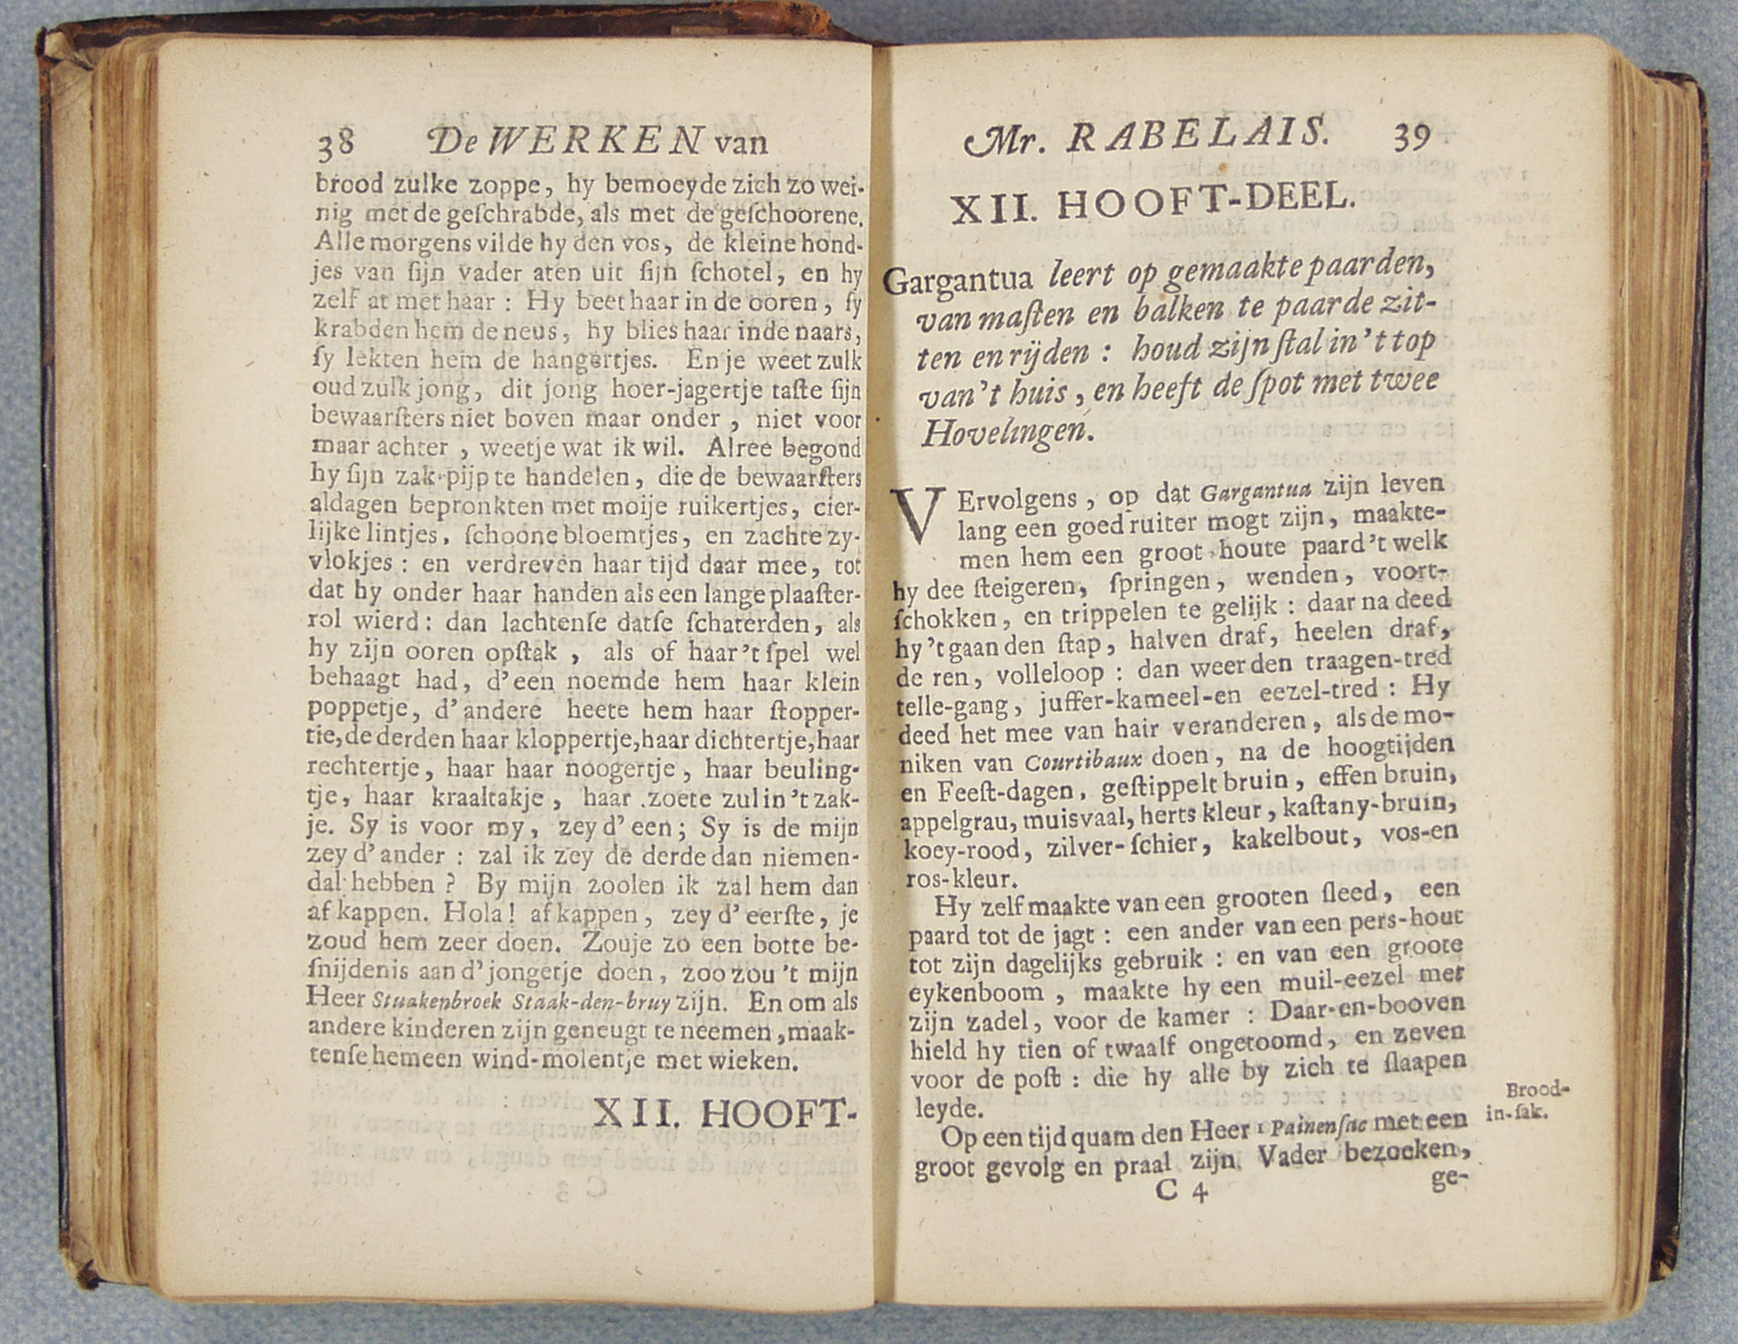 38 De WERKEN van
brood zulke zoppe, hy bemoeyde zich zo wei-
nig met de geſchrabde, als met de geſchoorene.
Alle morgens vilde hy den vos, de kleine hond-
jes van ſijn vader aten uit ſijn ſchotel, en hy
zelf at met haar : Hy beet haar in de ooren, ſy
krabden hem de neus, hy blies haar inde naars,
ſy lekten hem de hangertjes. En je weet zulk
oud zulk jong, dit jong hoer-jagertje taſte ſijn
bewaarſters niet boven maar onder, niet voor
maar achter, weetje wat ik wil. Alree begond
hy ſijn zak-pijp te handelen, die de bewaarſters
aldagen bepronkten met moije ruikertjes, cier-
lijke lintjes, ſchoone bloemtjes, en zachte zy-
vlokjes : en verdreven haar tijd daar mee, tot
dat hy onder haar handen als een lange plaaſter-
rol wierd : dan lachtenſe datſe ſchaterden, als
hy zijn ooren opſtak, als of haar 't ſpel wel
behaagt had, d'een noemde hem haar klein
poppetje, d'andere heete hem haar ſtopper-
tie, de derden haar kloppertje, haar dichtertje, haar
rechtertje, haar haar noogertje, haar beuling-
tje, haar kraaltakje, haar zoete zul in 't zak-
je. Sy is voor my, zey d'een; Sy is de mijn
zey d'ander : zal ik zey de derde dan niemen-
dal hebben ? By mijn zoolen ik zal hem dan
af kappen. Hola! af kappen, zey d'eerſte, je
zoud hem zeer doen. Zouje zo een botte be-
ſnijdenis aan d'jongetje doen, zoo zou 't mijn
Heer Stuakenbroek Staak-den-bruy zijn. En om als
andere kinderen zijn geneugt te neemen, maak-
tenſe hem een wind-molentje met wieken.
XII. HOOFT-
Mr. RABELAIS. 39
XII. HOOFT-DEEL.
Gargantua leert op gemaakte paarden,
van maſten en balken te paarde zit-
ten en rijden : houd zijn ſtal in 't top
van 't huis, en heeft de ſpot met twee
Hovelingen.
VErvolgens, op dat Gargantua zijn leven
lang een goed ruiter mogt zijn, maakte-
men hem een groot houte paard 't welk
hy dee ſteigeren, ſpringen, wenden, voort-
ſchokken, en trippelen te gelijk : daar na deed
hy 't gaan den ſtap, halven draf, heelen draf,
de ren, volleloop : dan weer den traagen-tred
telle-gang, juffer-kameel-en eezel-tred : Hy
deed het mee van hair veranderen, als de mo-
niken van Courtibaux doen, na de hoogtijden
en Feeſt-dagen, geſtippelt bruin, effen bruin,
appelgrau, muisvaal, herts kleur, kaſtany-bruin,
koey-rood, zilver-ſchier, kakelbout, vos-en
ros-kleur.
Hy zelf maakte van een grooten ſleed, een
paard tot de jagt : een ander van een pers-hout
tot zijn dagelijks gebruik : en van een groote
eykenboom, maakte hy een muil-eezel met
zijn zadel, voor de kamer : Daar-en-booven
hield hy tien of twaalf ongetoomd, en zeven
voor de poſt : die hy alle by zich te ſlaapen
leyde.
Op een tijd quam den Heer 1 Painenſac met een
groot gevolg en praal zijn Vader bezoeken,
C 4 ge-
Brood-
in-ſak.